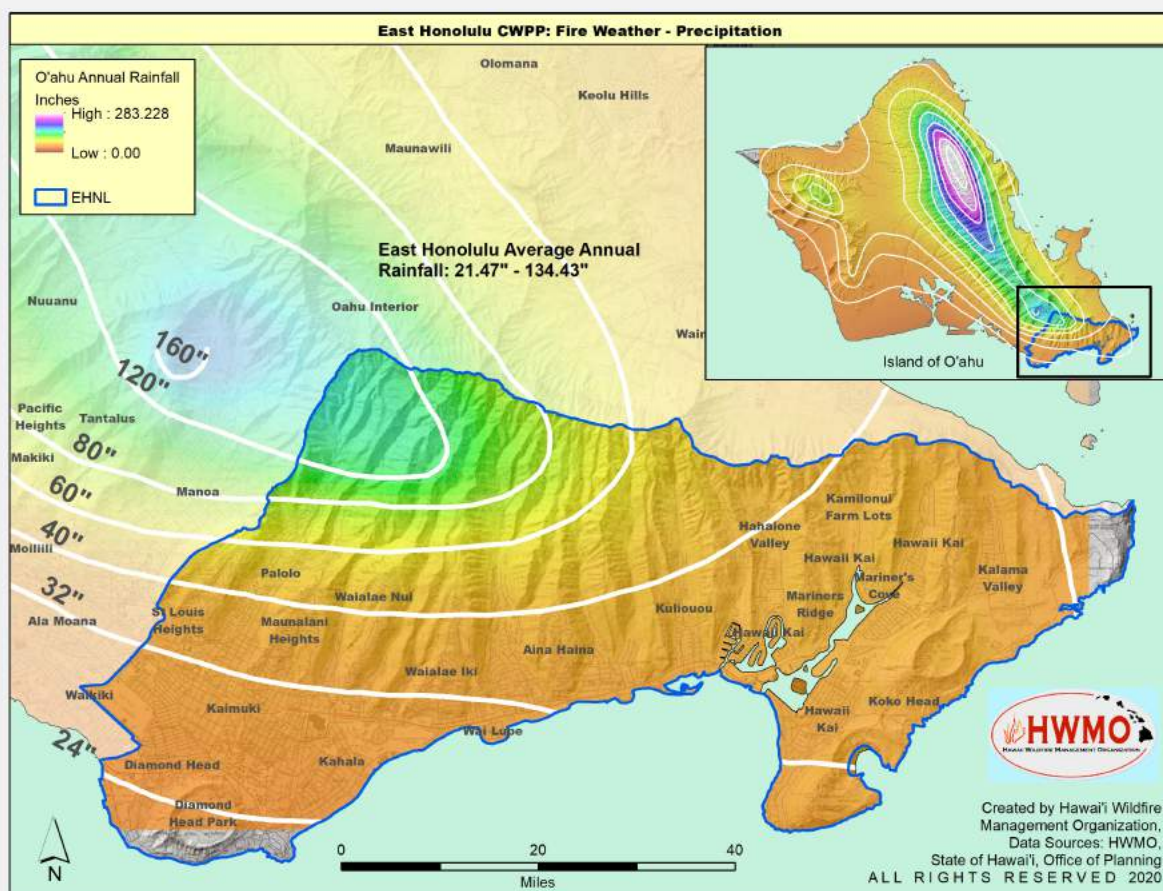 East Honolulu CWPP: Fire Weather - Precipitation
O'ahu Annual Rainfall
Inches
High : 283.228
Low : 0.00
EHNL
Olomana
Keolu Hills
Maunawili
East Honolulu Average Annual
Rainfall: 21.47" - 134.43"
Nuuanu
Oahu Interior
Island of O'ahu
160"
120"
Pacific
Heights
Tantalus
80"
Makiki
Manoa
60"
Kamilonui
Farm Lots
Hahaione
Valley
40"
Moiliili
Hawaii Kai
Hawaii Kai
Palolo
Mariner's
Cove
Kalama
Valley
32"
Waialae Nui
Mariners
Ridge
Ala Moana
St Louis
Heights
Maunalani
Heights
Kuliouou
Hawaii Kai
Aina Haina
Waialae Iki
Waikiki
Kaimuki
Koko Head
Hawaii
Kai
Wai Lupe
24"
Diamond Head
Kahala
Diamond
Head Park
HWMO
HAWAII WILDFIRE MANAGEMENT ORGANIZATION
Created by Hawai'i Wildfire
Management Organization,
Data Sources: HWMO,
State of Hawai'i, Office of Planning
ALL RIGHTS RESERVED 2020
N
0
20
40
Miles